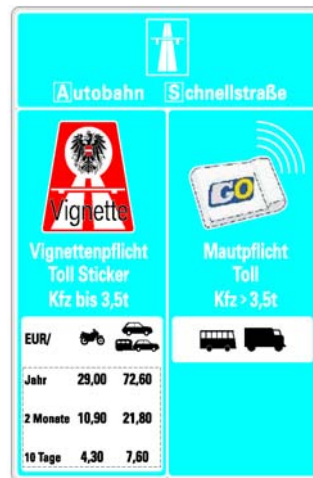 Autobahn Schnellstraße
Vignette
Vignettenpflicht
Toll Sticker
Kfz bis 3,5t
EUR/
Jahr 29,00 72,60
2 Monate 10,90 21,80
10 Tage 4,30 7,60
GO
Mautpflicht
Toll
Kfz > 3,5t